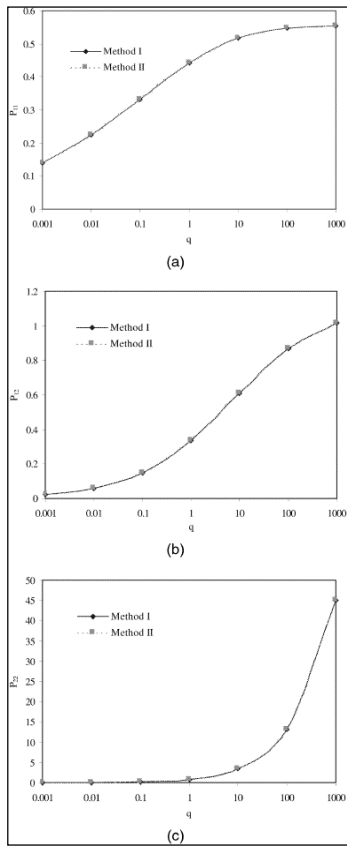 0.6
0.5
0.4
0.3
0.2
0.1
0
P11
Method I
Method II
0.001 0.01 0.1 1 10 100 1000
q
(a)
1.2
1
0.8
0.6
0.4
0.2
0
P12
Method I
Method II
0.001 0.01 0.1 1 10 100 1000
q
(b)
50
45
40
35
30
25
20
15
10
5
0
P22
Method I
Method II
0.001 0.01 0.1 1 10 100 1000
q
(c)